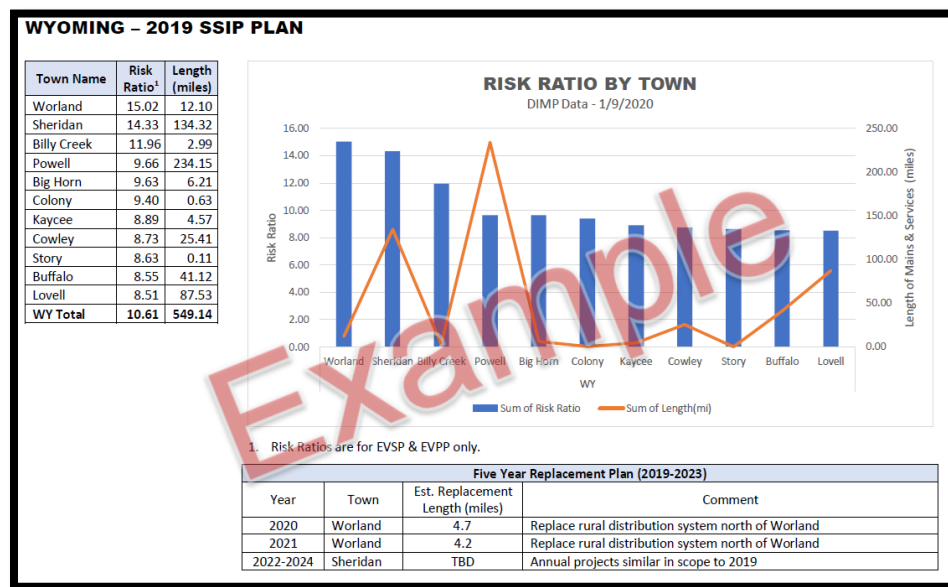 WYOMING – 2019 SSIP PLAN
Town Name Risk Ratio1 Length (miles)
Worland 15.02 12.10
Sheridan 14.33 134.32
Billy Creek 11.96 2.99
Powell 9.66 234.15
Big Horn 9.63 6.21
Colony 9.40 0.63
Kaycee 8.89 4.57
Cowley 8.73 25.41
Story 8.63 0.11
Buffalo 8.55 41.12
Lovell 8.51 87.53
WY Total 10.61 549.14
RISK RATIO BY TOWN
DIMP Data - 1/9/2020
16.00 250.00
14.00 200.00
12.00
10.00 150.00
8.00
6.00 100.00
4.00 50.00
2.00
0.00 0.00
Risk Ratio
Length of Mains & Services (miles)
Worland Sheridan Billy Creek Powell Big Horn Colony Kaycee Cowley Story Buffalo Lovell
WY
Sum of Risk Ratio Sum of Length(mi)
Example
1. Risk Ratios are for EVSP & EVPP only.
Five Year Replacement Plan (2019-2023)
Year Town Est. Replacement Length (miles) Comment
2020 Worland 4.7 Replace rural distribution system north of Worland
2021 Worland 4.2 Replace rural distribution system north of Worland
2022-2024 Sheridan TBD Annual projects similar in scope to 2019